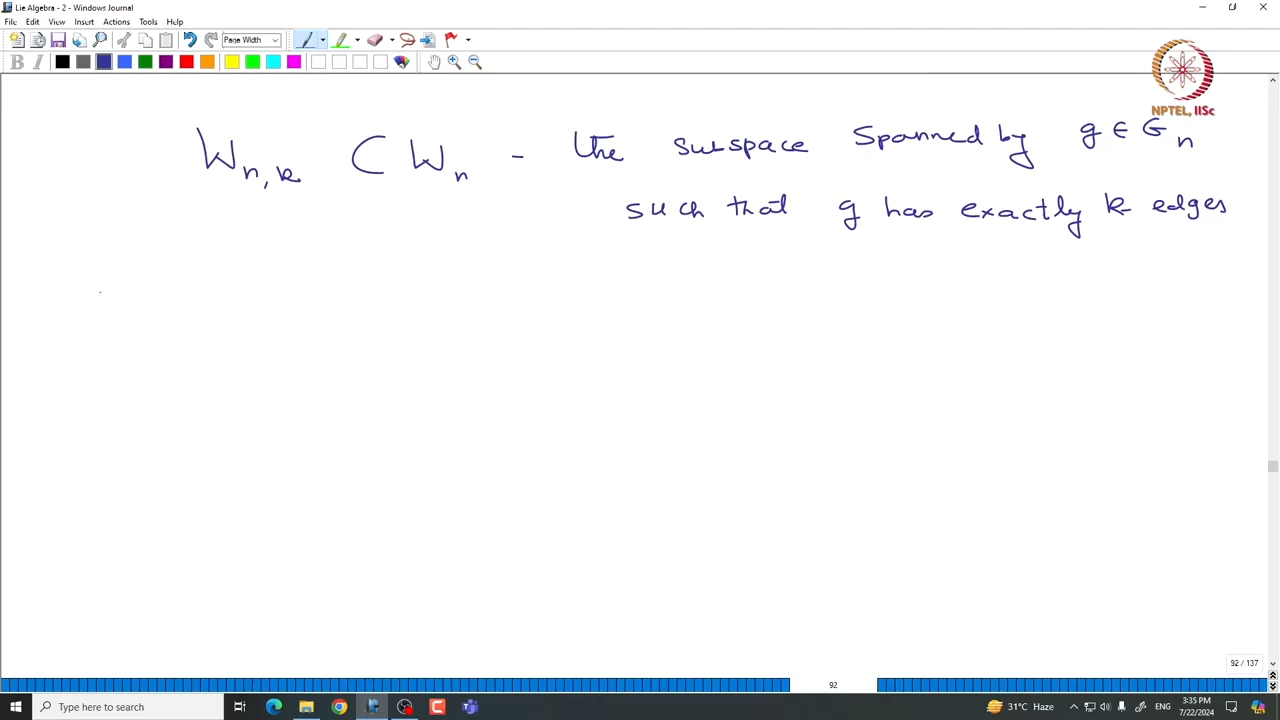 Lie Algebra - 2 - Windows Journal
File Edit View Insert Actions Tools Help
Page Width
B I
NPTEL, IISc
W_{n,k} ⊂ W_n - the subspace spanned by g ∈ G_n
such that g has exactly k edges
92 / 137
92
Type here to search
31°C Haze
ENG
3:35 PM
7/22/2024